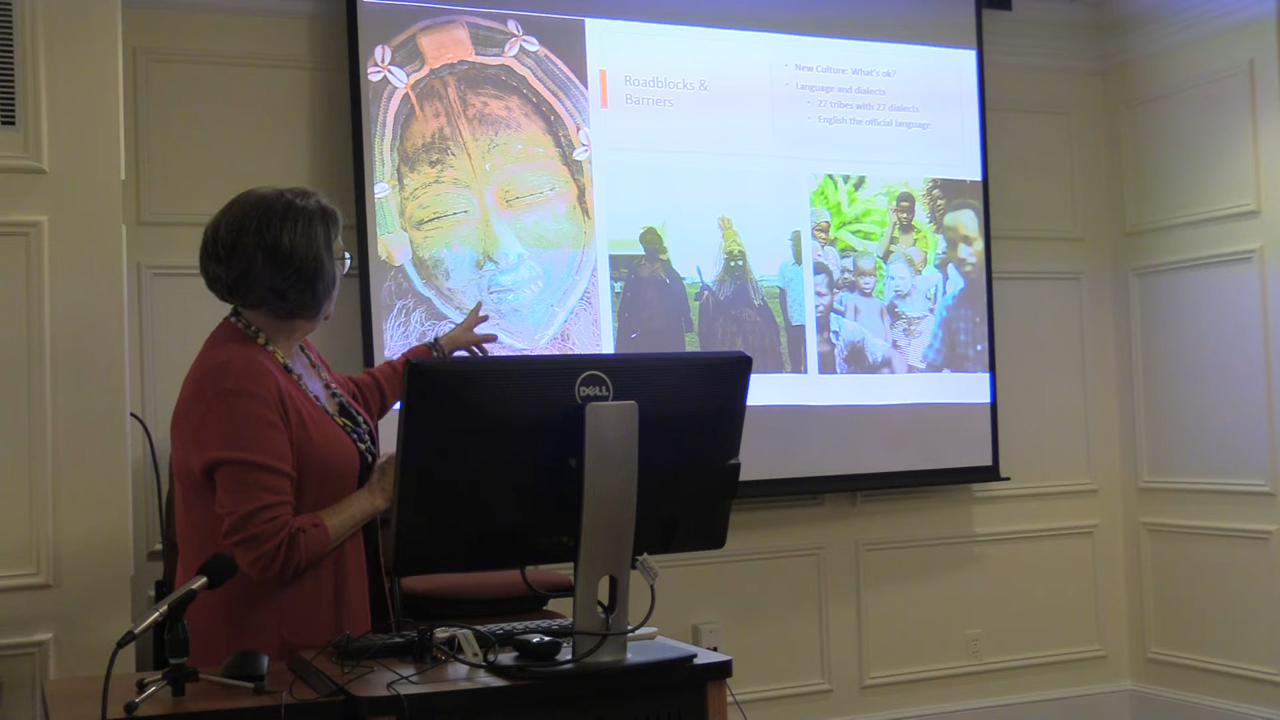 Roadblocks &
Barriers
New Culture: What's ok?
Language and dialects
27 tribes with 27 dialects
English the official language
DELL